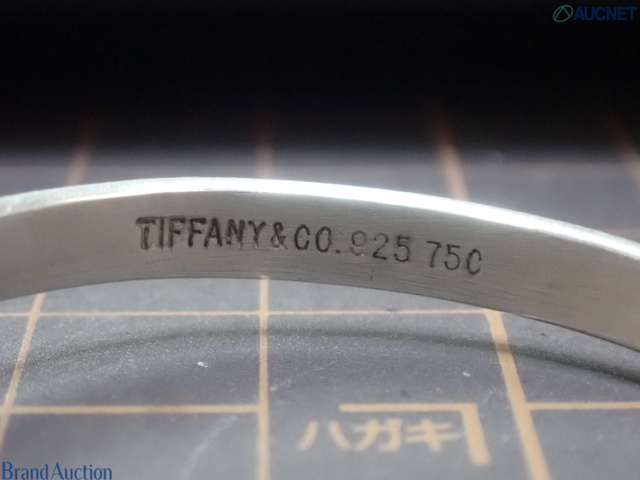 AUCNET
TIFFANY&CO.925 750
ハガキ
Brand Auction